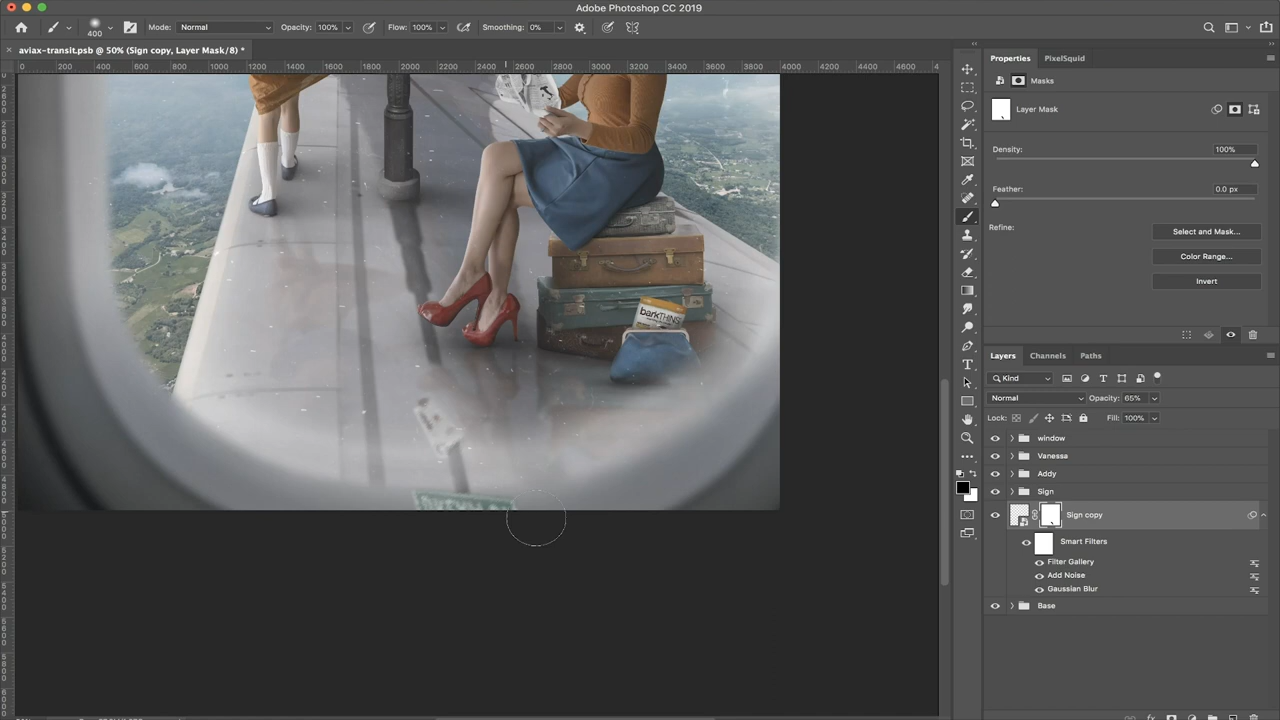 Adobe Photoshop CC 2019
400 Mode: Normal Opacity: 100% Flow: 100% Smoothing: 0%
× aviax-transit.psb @ 50% (Sign copy, Layer Mask/8) *
0 200 400 600 800 1000 1200 1400 1600 1800 2000 2200 2400 2600 2800 3000 3200 3400 3600 3800 4000 4200 4400 4600 4800
Properties PixelSquid
Masks
Layer Mask
Density: 100%
Feather: 0.0 px
Refine:
Select and Mask...
Color Range...
Invert
Layers Channels Paths
Kind
Normal Opacity: 65%
Lock: Fill: 100%
window
Vanessa
Addy
Sign
Sign copy
Smart Filters
Filter Gallery
Add Noise
Gaussian Blur
Base
barkTHINS